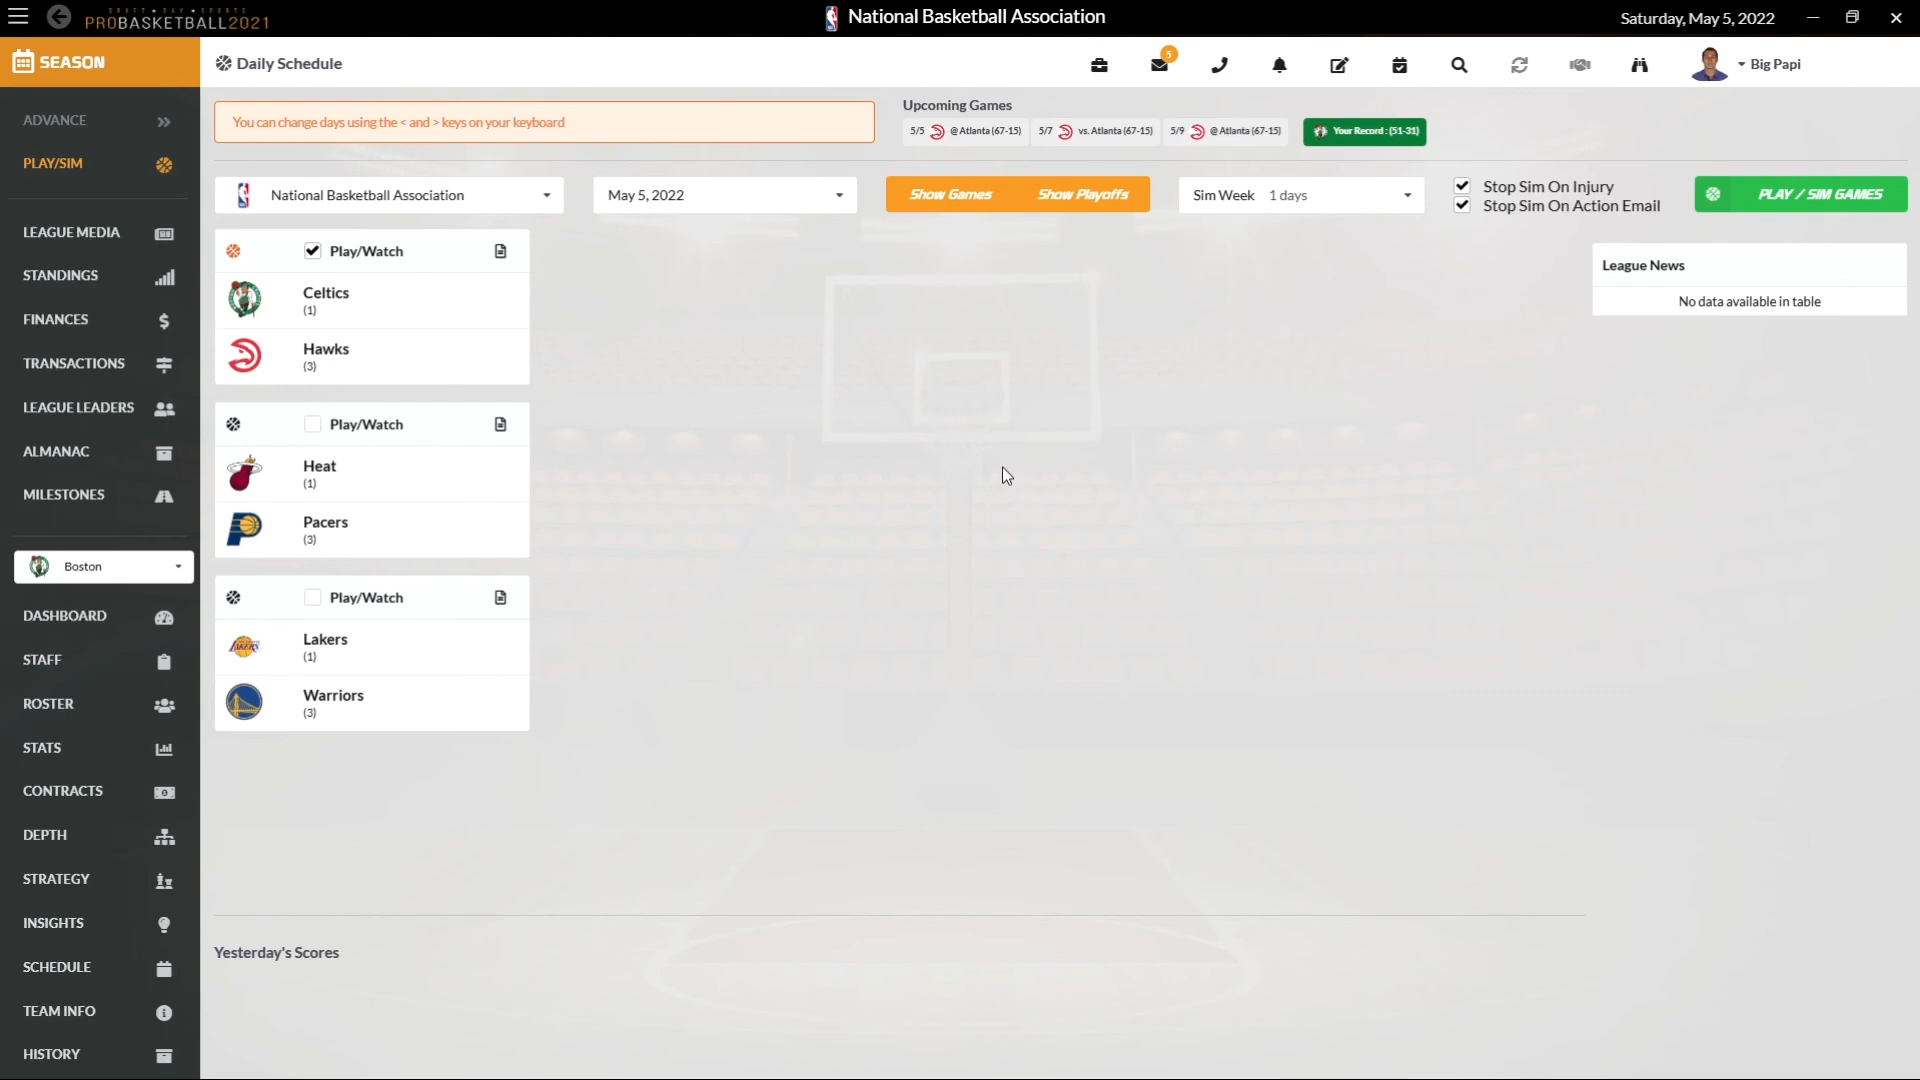 DRAFT • DAY • SPORTS
PROBASKETBALL2021
National Basketball Association
Saturday, May 5, 2022
SEASON
Daily Schedule
5
Big Papi
ADVANCE
PLAY/SIM
LEAGUE MEDIA
STANDINGS
FINANCES
TRANSACTIONS
LEAGUE LEADERS
ALMANAC
MILESTONES
Boston
DASHBOARD
STAFF
ROSTER
STATS
CONTRACTS
DEPTH
STRATEGY
INSIGHTS
SCHEDULE
TEAM INFO
HISTORY
You can change days using the < and > keys on your keyboard
Upcoming Games
5/5 @ Atlanta (67-15)
5/7 vs. Atlanta (67-15)
5/9 @ Atlanta (67-15)
Your Record : (51-31)
National Basketball Association
May 5, 2022
Show Games
Show Playoffs
Sim Week 1 days
Stop Sim On Injury
Stop Sim On Action Email
PLAY / SIM GAMES
Play/Watch
Celtics
(1)
Hawks
(3)
Play/Watch
Heat
(1)
Pacers
(3)
Play/Watch
LAKERS
Lakers
(1)
Warriors
(3)
League News
No data available in table
Yesterday's Scores